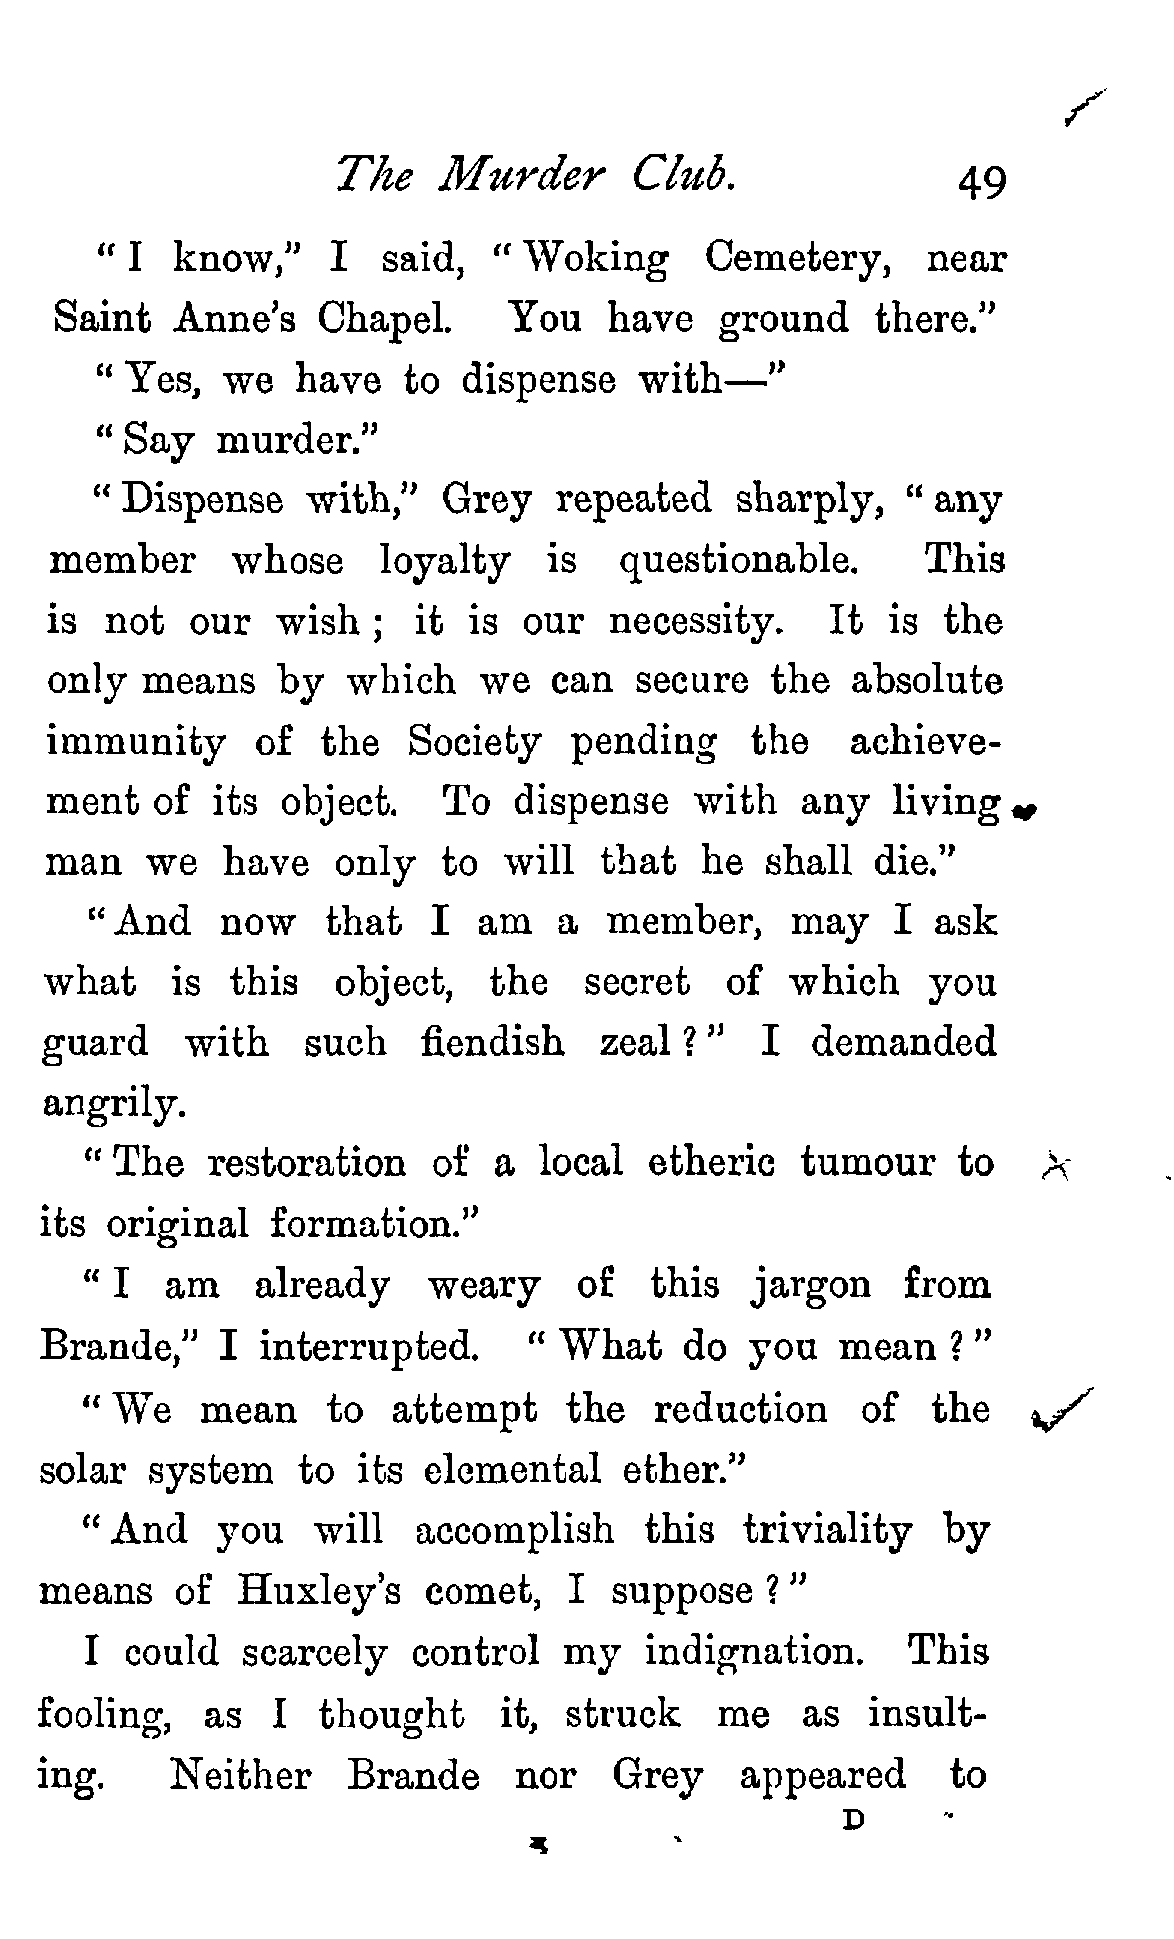 The Murder Club. 49
"I know," I said, "Woking Cemetery, near
Saint Anne's Chapel. You have ground there."
"Yes, we have to dispense with—"
"Say murder."
"Dispense with," Grey repeated sharply, "any
member whose loyalty is questionable. This
is not our wish; it is our necessity. It is the
only means by which we can secure the absolute
immunity of the Society pending the achieve-
ment of its object. To dispense with any living
man we have only to will that he shall die."
"And now that I am a member, may I ask
what is this object, the secret of which you
guard with such fiendish zeal?" I demanded
angrily.
"The restoration of a local etheric tumour to
its original formation."
"I am already weary of this jargon from
Brande," I interrupted. "What do you mean?"
"We mean to attempt the reduction of the
solar system to its elemental ether."
"And you will accomplish this triviality by
means of Huxley's comet, I suppose?"
I could scarcely control my indignation. This
fooling, as I thought it, struck me as insult-
ing. Neither Brande nor Grey appeared to
D